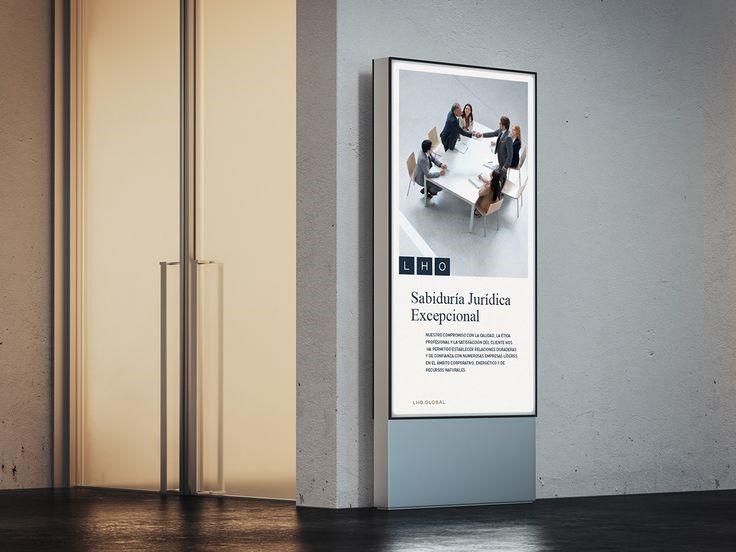 LHO
Sabiduría Jurídica
Excepcional
NUESTRO COMPROMISO CON LA CALIDAD, LA ÉTICA
PROFESIONAL Y LA SATISFACCIÓN DEL CLIENTE NOS
HA PERMITIDO ESTABLECER RELACIONES DURADERAS
Y DE CONFIANZA CON NUMEROSAS EMPRESAS LÍDERES
EN EL ÁMBITO CORPORATIVO, ENERGÉTICO Y DE
RECURSOS NATURALES.
LHO.GLOBAL